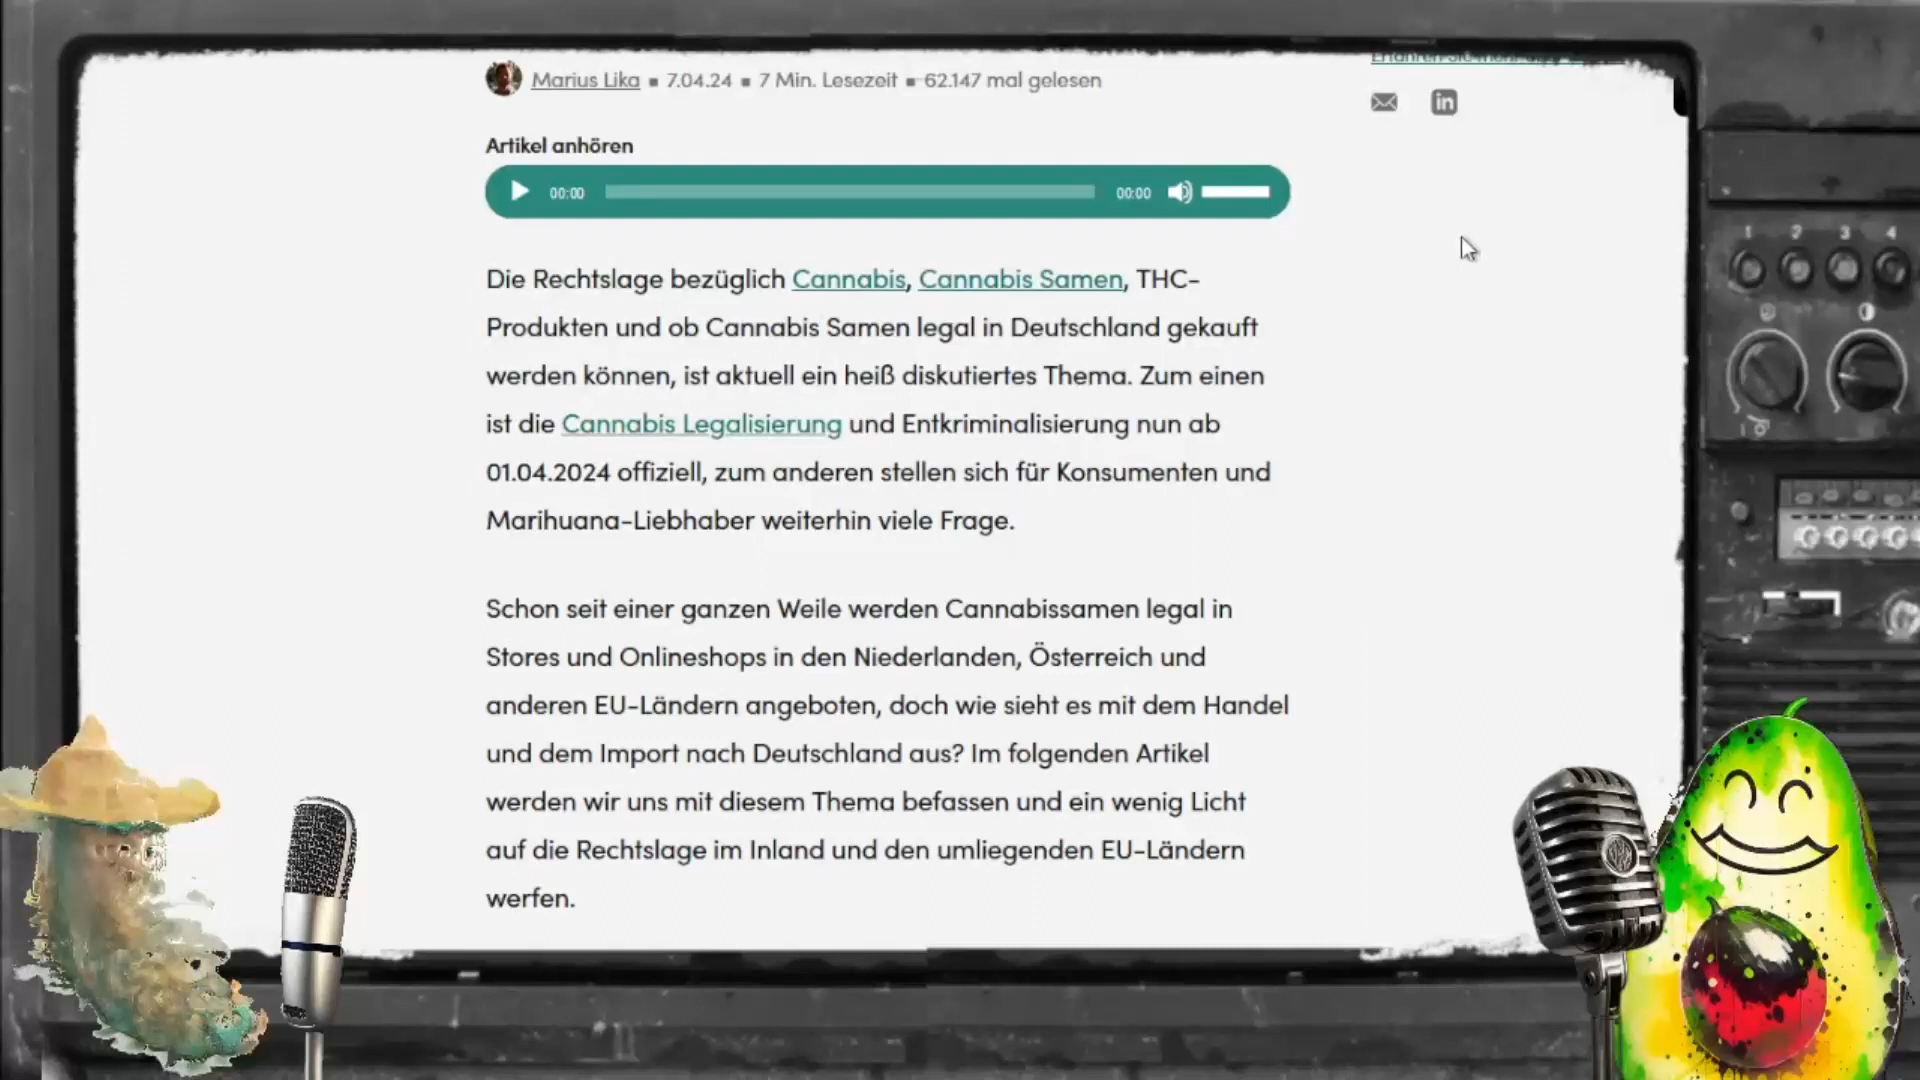 Marius Lika ▪ 7.04.24 ▪ 7 Min. Lesezeit ▪ 62.147 mal gelesen
in
Artikel anhören
00:00 00:00
Die Rechtslage bezüglich Cannabis, Cannabis Samen, THC-
Produkten und ob Cannabis Samen legal in Deutschland gekauft
werden können, ist aktuell ein heiß diskutiertes Thema. Zum einen
ist die Cannabis Legalisierung und Entkriminalisierung nun ab
01.04.2024 offiziell, zum anderen stellen sich für Konsumenten und
Marihuana-Liebhaber weiterhin viele Frage.
Schon seit einer ganzen Weile werden Cannabissamen legal in
Stores und Onlineshops in den Niederlanden, Österreich und
anderen EU-Ländern angeboten, doch wie sieht es mit dem Handel
und dem Import nach Deutschland aus? Im folgenden Artikel
werden wir uns mit diesem Thema befassen und ein wenig Licht
auf die Rechtslage im Inland und den umliegenden EU-Ländern
werfen.
1 2 3 4